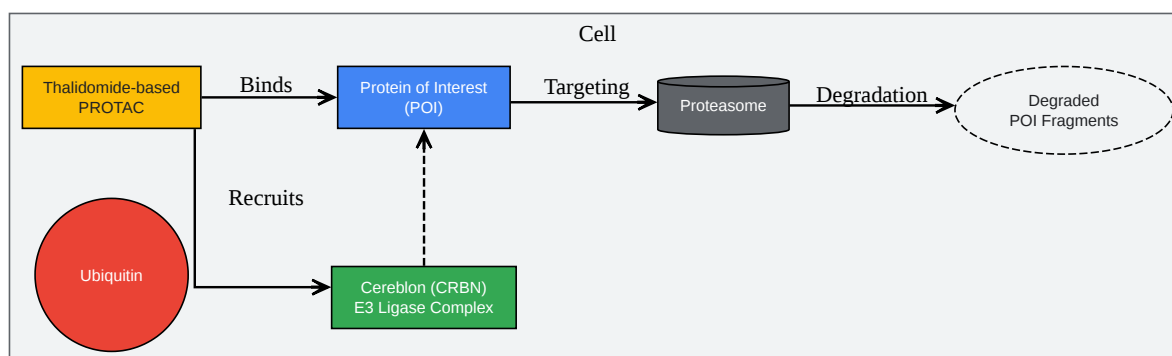 Cell
Thalidomide-based
PROTAC
Binds
Protein of Interest
(POI)
Targeting
Proteasome
Degradation
Degraded
POI Fragments
Recruits
Ubiquitin
Cereblon (CRBN)
E3 Ligase Complex